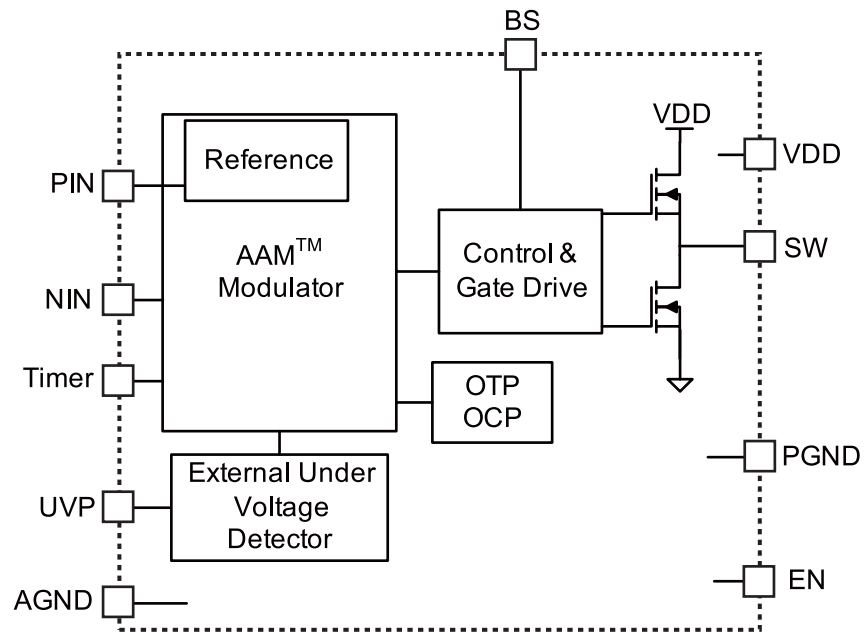 BS
VDD
VDD
Reference
PIN
SW
AAM™
Modulator
Control &
Gate Drive
NIN
Timer
OTP
OCP
PGND
External Under
Voltage
Detector
UVP
EN
AGND